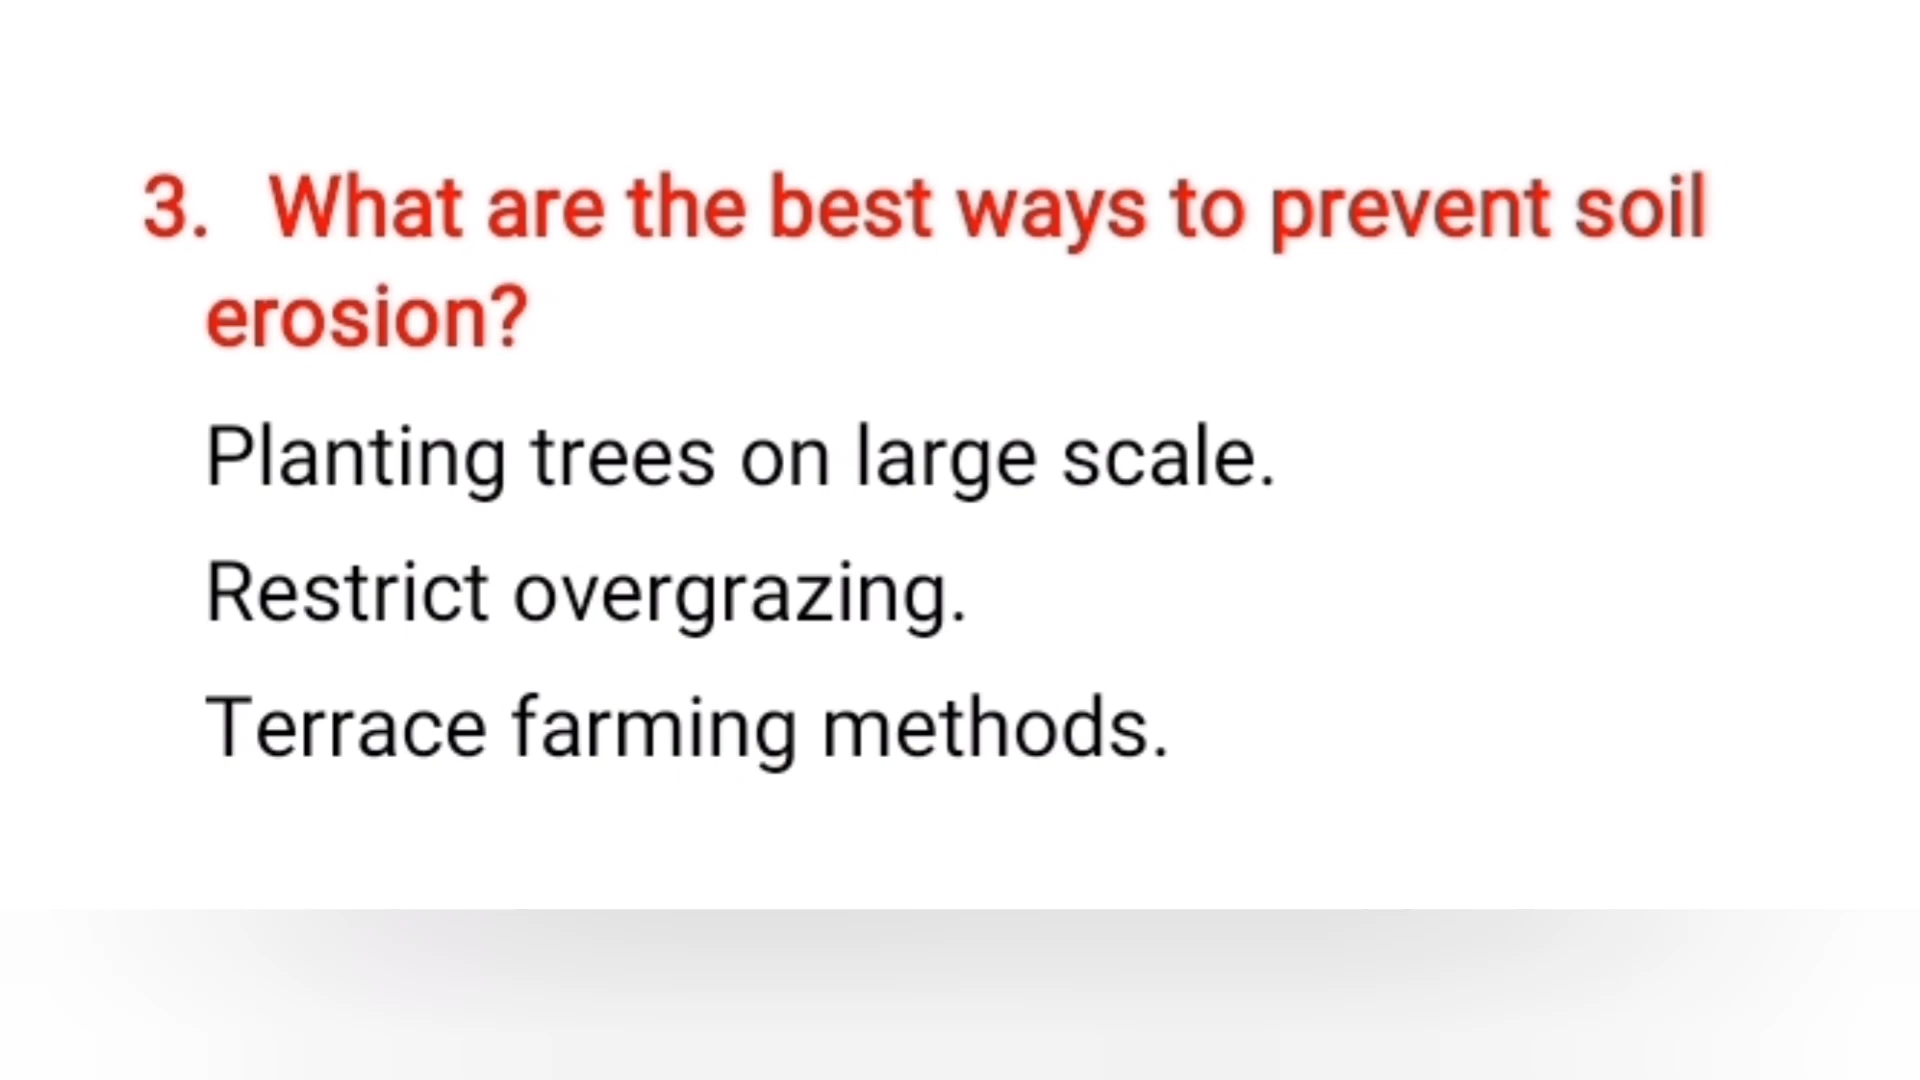 3. What are the best ways to prevent soil
erosion?
Planting trees on large scale.
Restrict overgrazing.
Terrace farming methods.